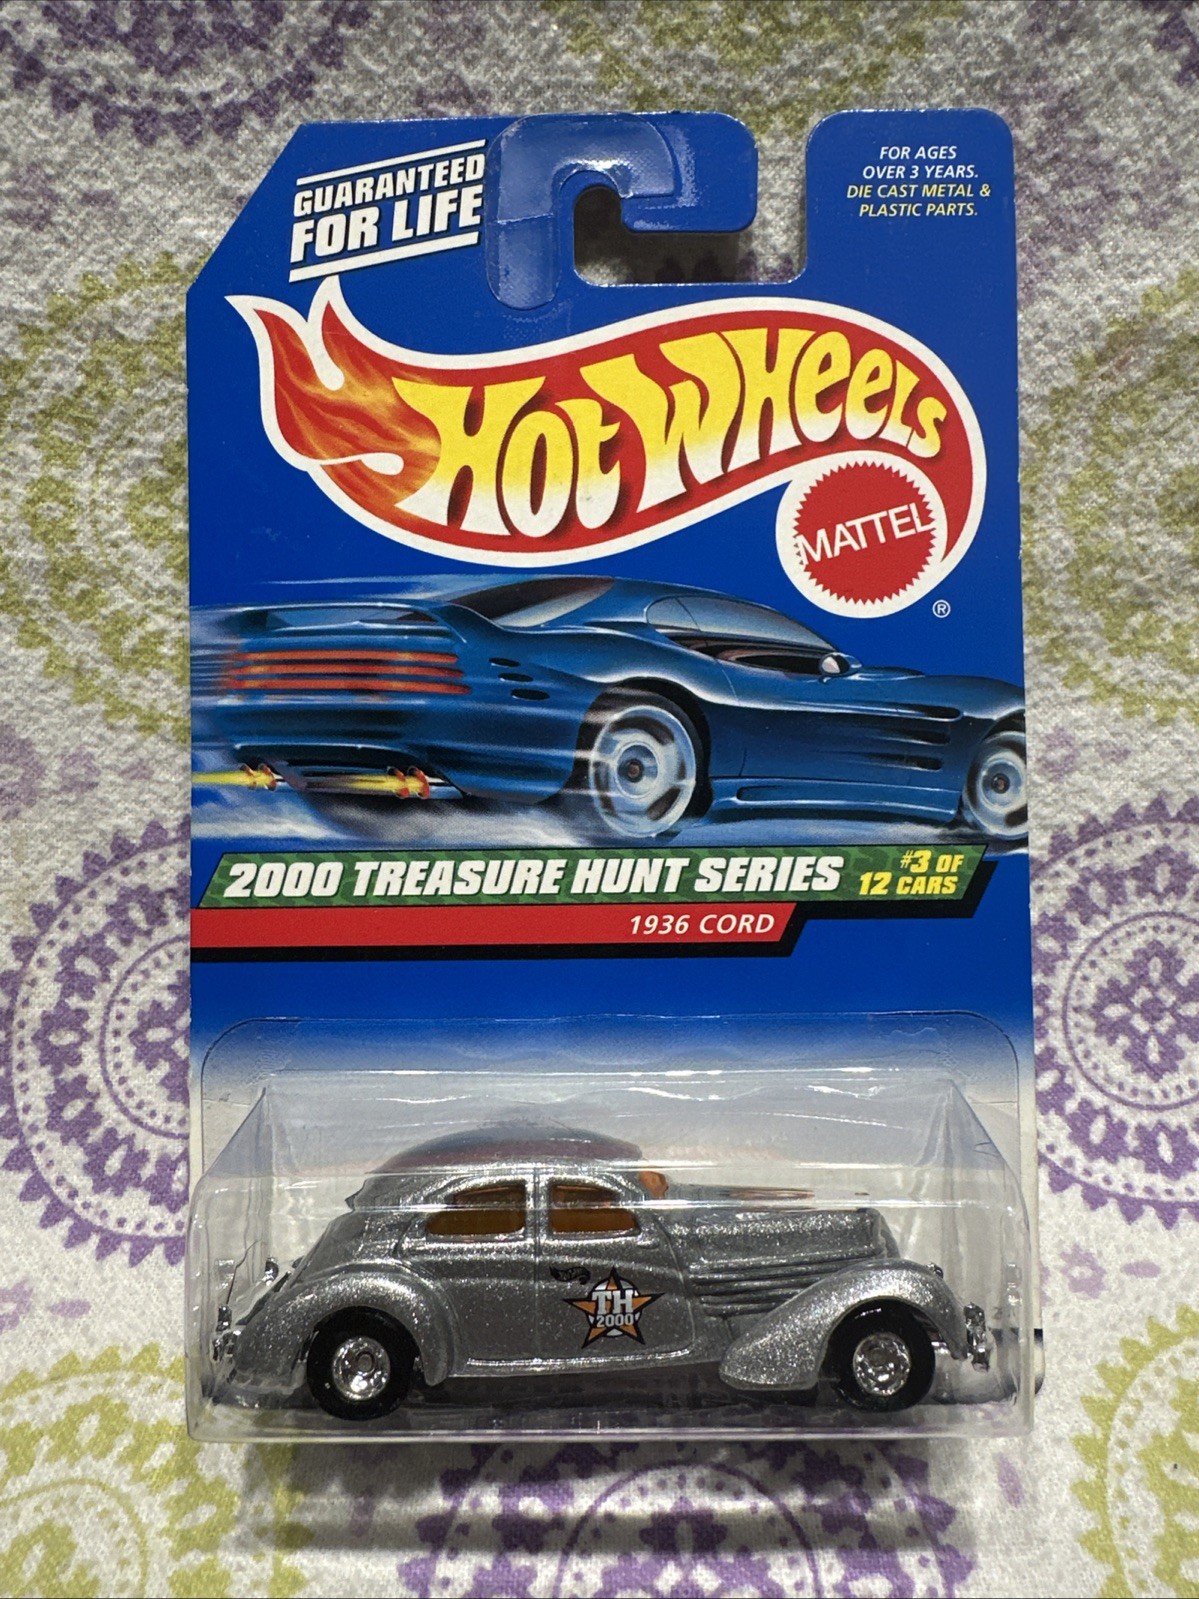 GUARANTEED
FOR LIFE
FOR AGES
OVER 3 YEARS.
DIE CAST METAL &
PLASTIC PARTS.
HOT WHEELS
MATTEL
®
2000 TREASURE HUNT SERIES
#3 OF
12 CARS
1936 CORD
TH
2000